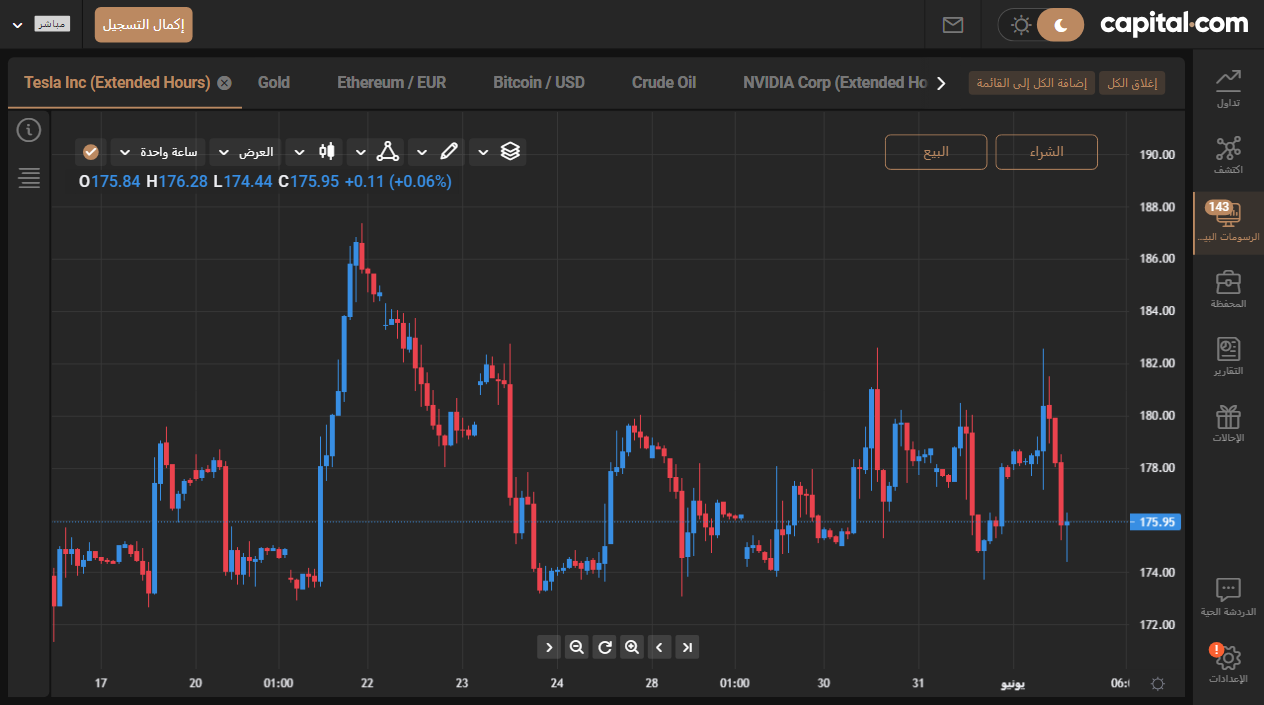 capital.com
إكمال التسجيل
مباشر
Tesla Inc (Extended Hours)
Gold
Ethereum / EUR
Bitcoin / USD
Crude Oil
NVIDIA Corp (Extended Ho
إضافة الكل إلى القائمة
إغلاق الكل
ساعة واحدة
العرض
البيع
الشراء
O175.84 H176.28 L174.44 C175.95 +0.11 (+0.06%)
190.00
188.00
186.00
184.00
182.00
180.00
178.00
175.95
174.00
172.00
17
20
01:00
22
23
24
28
01:00
30
31
يونيو
06:0
تداول
اكتشف
143
الرسومات البيـ...
المحفظة
التقارير
الإحالات
الدردشة الحية
!
الإعدادات